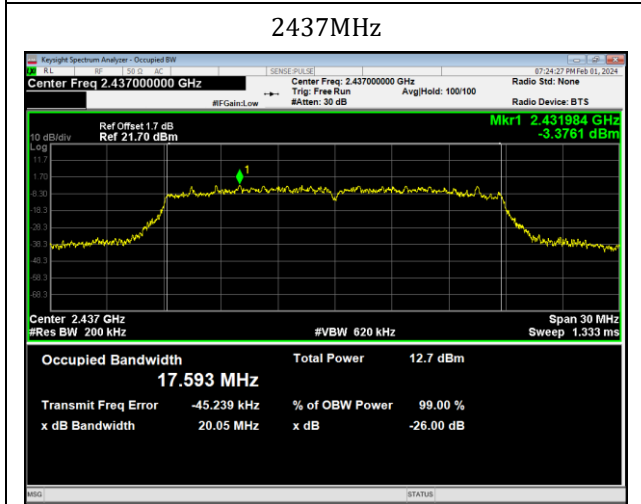 2437MHz
Keysight Spectrum Analyzer - Occupied BW
RL RF 50 Ω AC SENSE:PULSE 07:24:27 PM Feb 01, 2024
Center Freq 2.437000000 GHz Center Freq: 2.437000000 GHz Radio Std: None
Trig: Free Run Avg|Hold: 100/100
#IFGain:Low #Atten: 30 dB Radio Device: BTS
Ref Offset 1.7 dB Mkr1 2.431984 GHz
10 dB/div Ref 21.70 dBm -3.3761 dBm
Log
11.7
1
1.70
-8.30
-18.3
-28.3
-38.3
-48.3
-58.3
-68.3
Center 2.437 GHz Span 30 MHz
#Res BW 200 kHz #VBW 620 kHz Sweep 1.333 ms
Occupied Bandwidth Total Power 12.7 dBm
17.593 MHz
Transmit Freq Error -45.239 kHz % of OBW Power 99.00 %
x dB Bandwidth 20.05 MHz x dB -26.00 dB
MSG STATUS